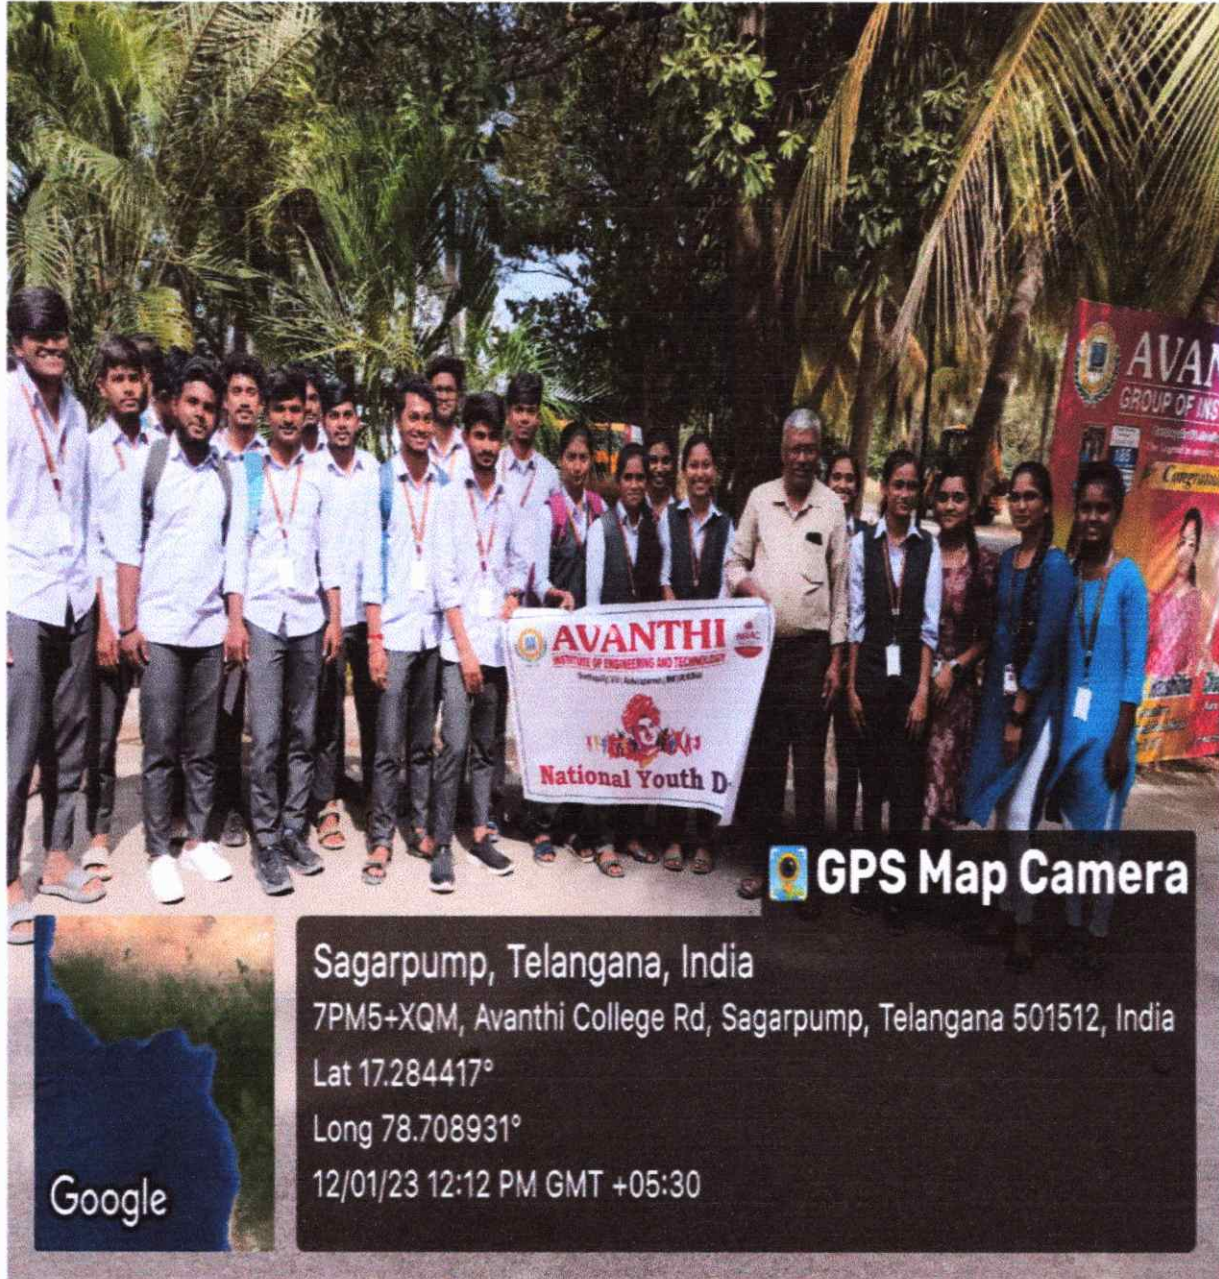 AVAN
GROUP OF INS
186
AVANTHI
INSTITUTE OF ENGINEERING AND TECHNOLOGY
NAAC
National Youth D
GPS Map Camera
Sagarpump, Telangana, India
7PM5+XQM, Avanthi College Rd, Sagarpump, Telangana 501512, India
Lat 17.284417°
Long 78.708931°
12/01/23 12:12 PM GMT +05:30
Google